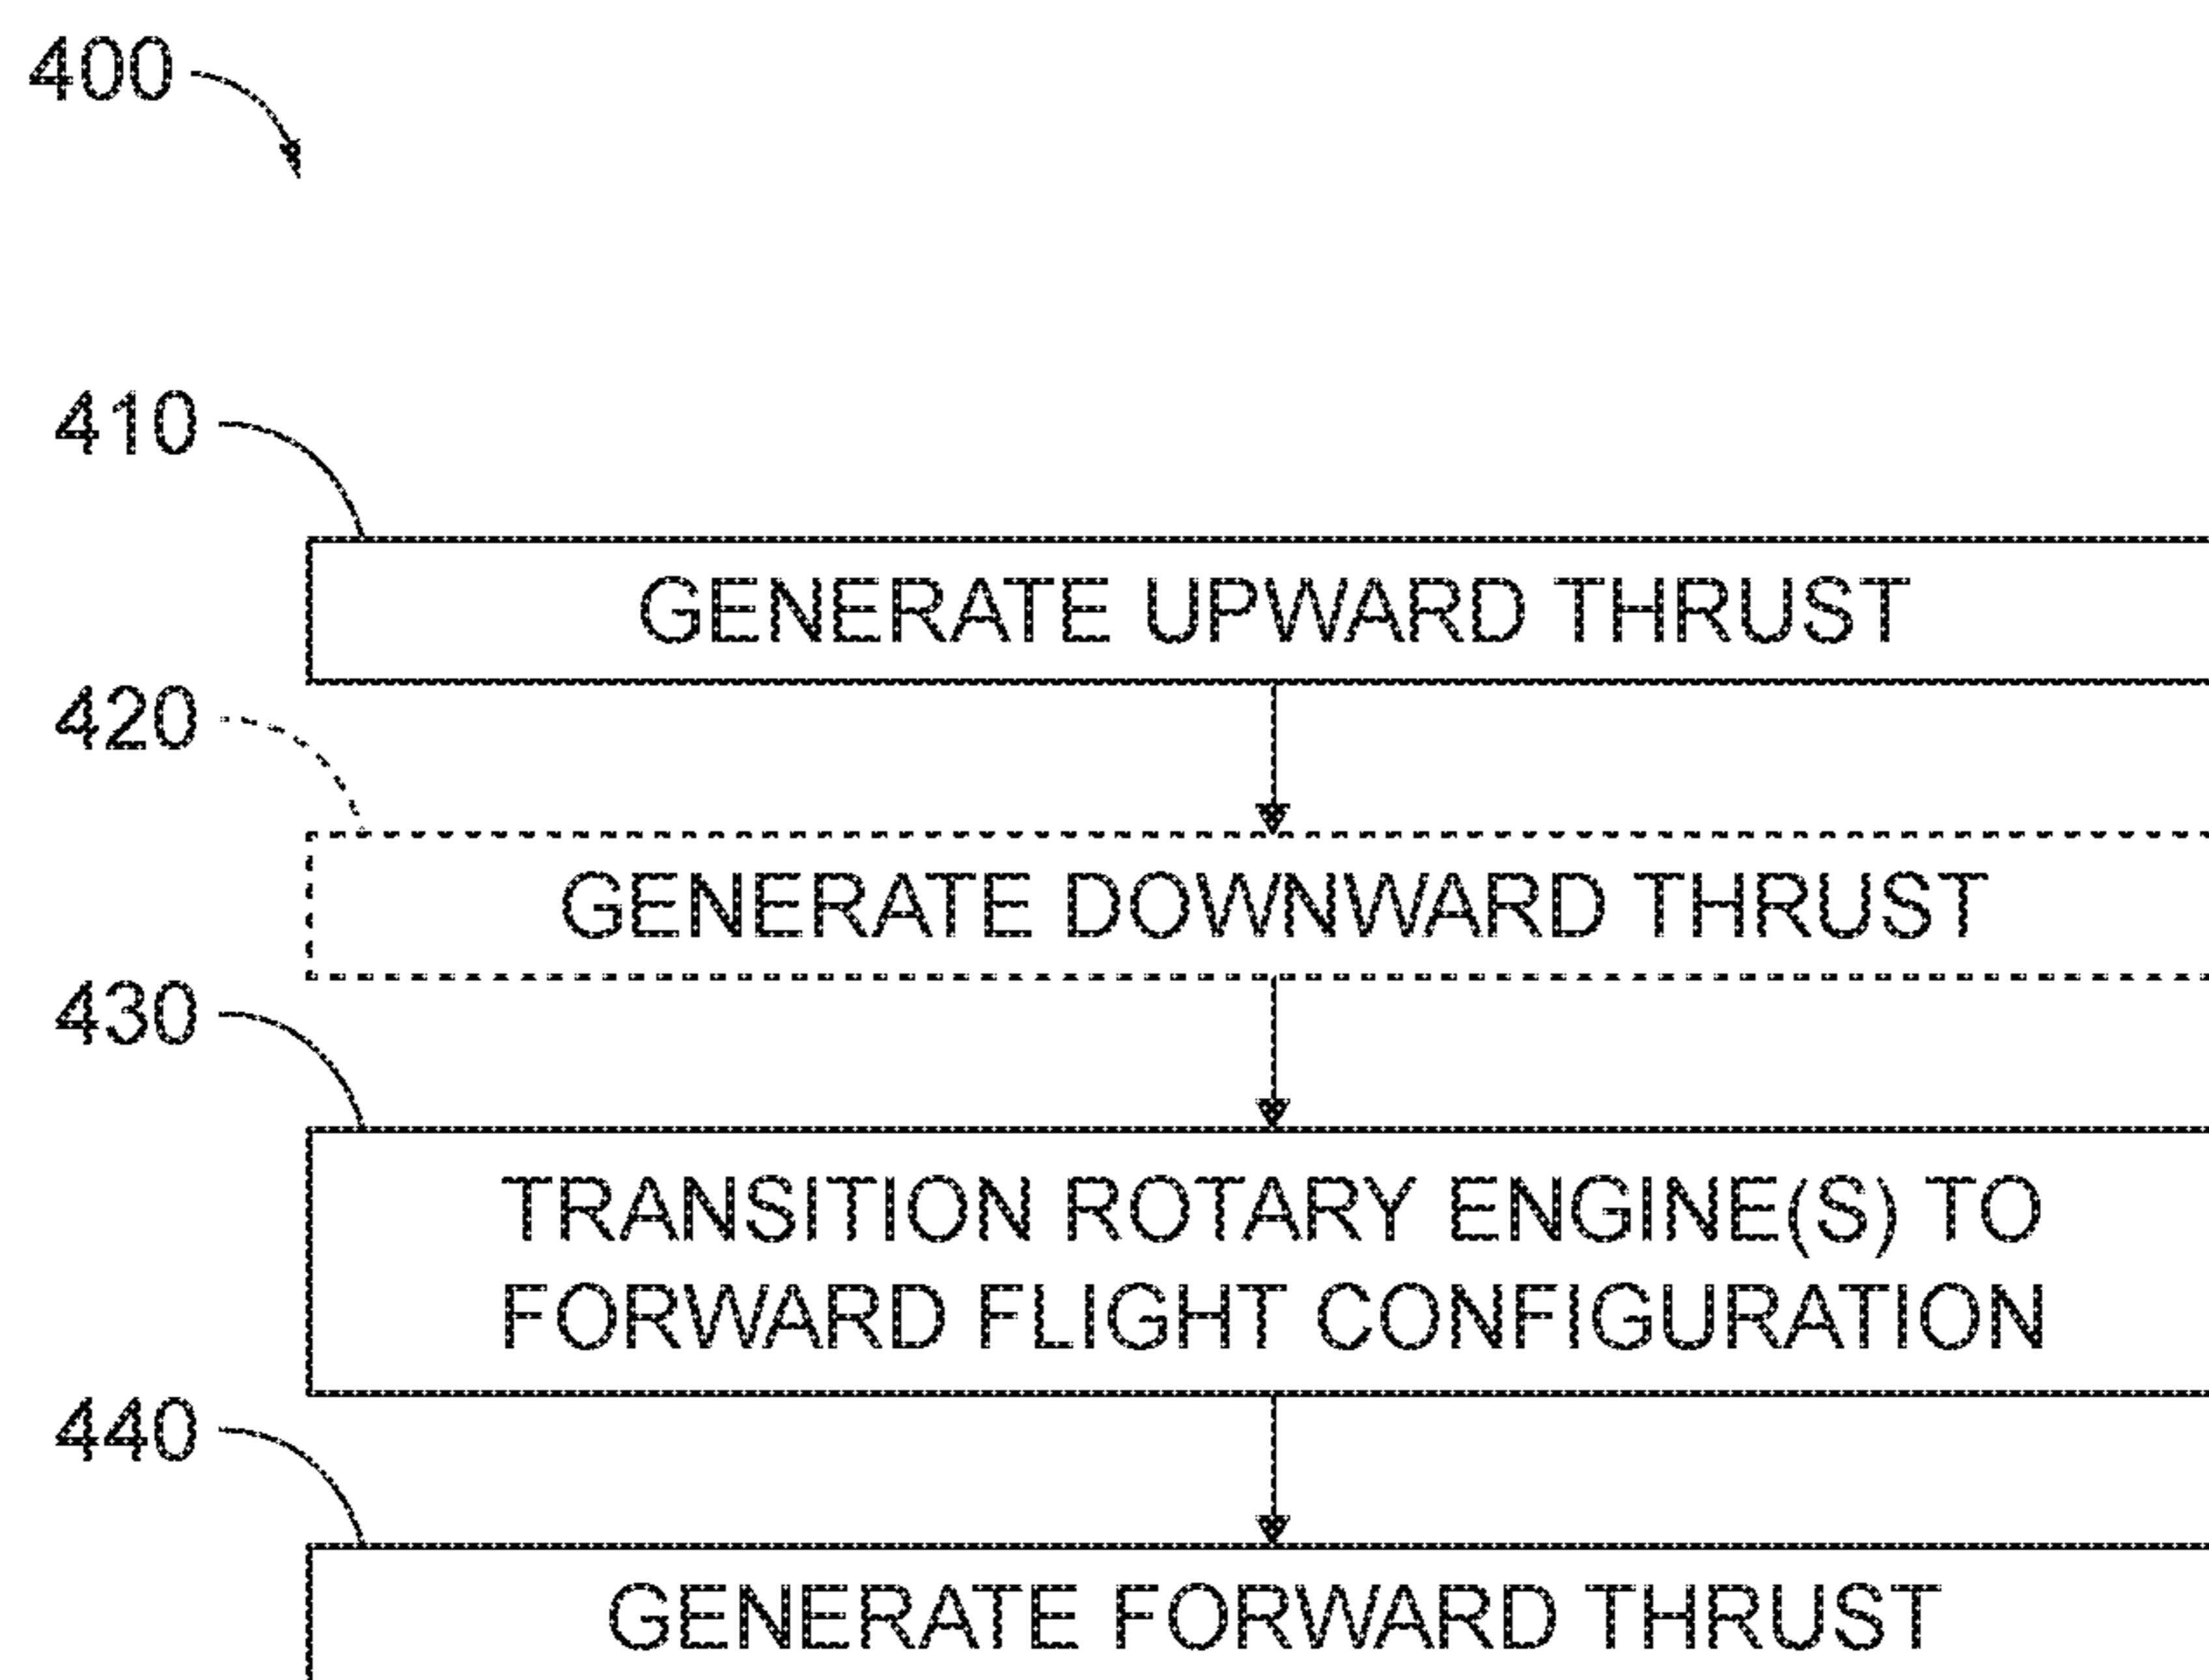 400
410
GENERATE UPWARD THRUST
420
GENERATE DOWNWARD THRUST
430
TRANSITION ROTARY ENGINE(S) TO
FORWARD FLIGHT CONFIGURATION
440
GENERATE FORWARD THRUST